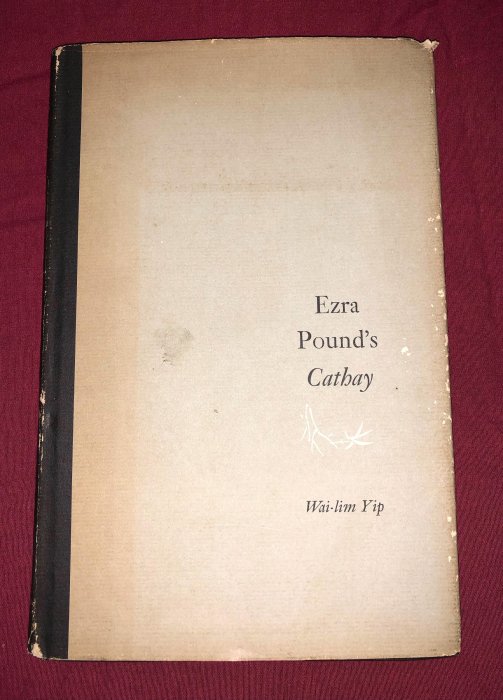 Ezra
Pound's
Cathay
Wai-lim Yip